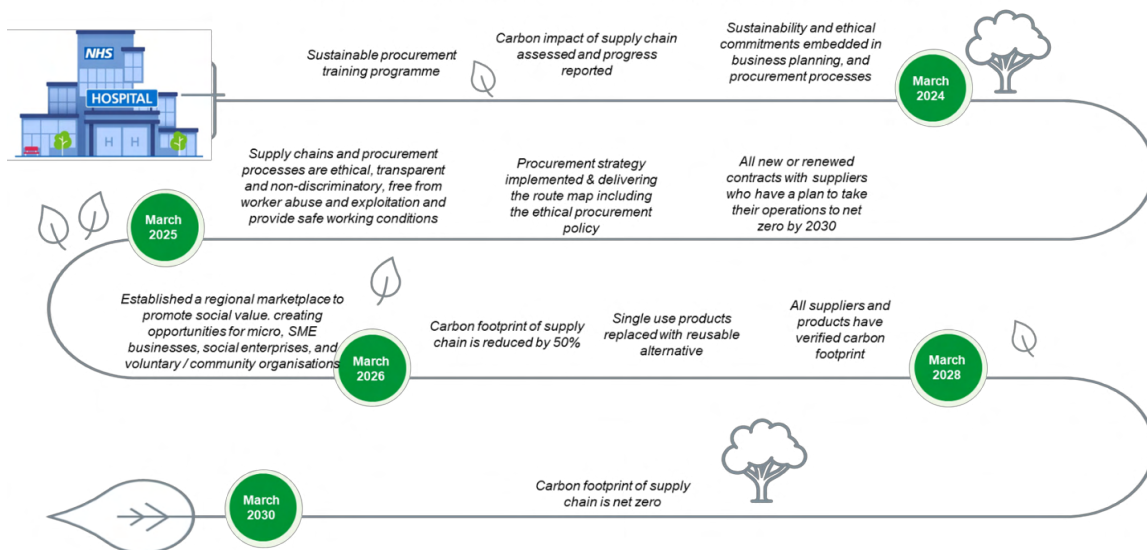 NHS
HOSPITAL
H
H
Sustainable procurement
training programme
Carbon impact of supply chain
assessed and progress
reported
Sustainability and ethical
commitments embedded in
business planning, and
procurement processes
March
2024
All new or renewed
contracts with suppliers
who have a plan to take
their operations to net
zero by 2030
Procurement strategy
implemented & delivering
the route map including
the ethical procurement
policy
Supply chains and procurement
processes are ethical, transparent
and non-discriminatory, free from
worker abuse and exploitation and
provide safe working conditions
March
2025
Established a regional marketplace to
promote social value. creating
opportunities for micro, SME
businesses, social enterprises, and
voluntary / community organisations
March
2026
Carbon footprint of supply
chain is reduced by 50%
Single use products
replaced with reusable
alternative
All suppliers and
products have
verified carbon
footprint
March
2028
Carbon footprint of supply
chain is net zero
March
2030